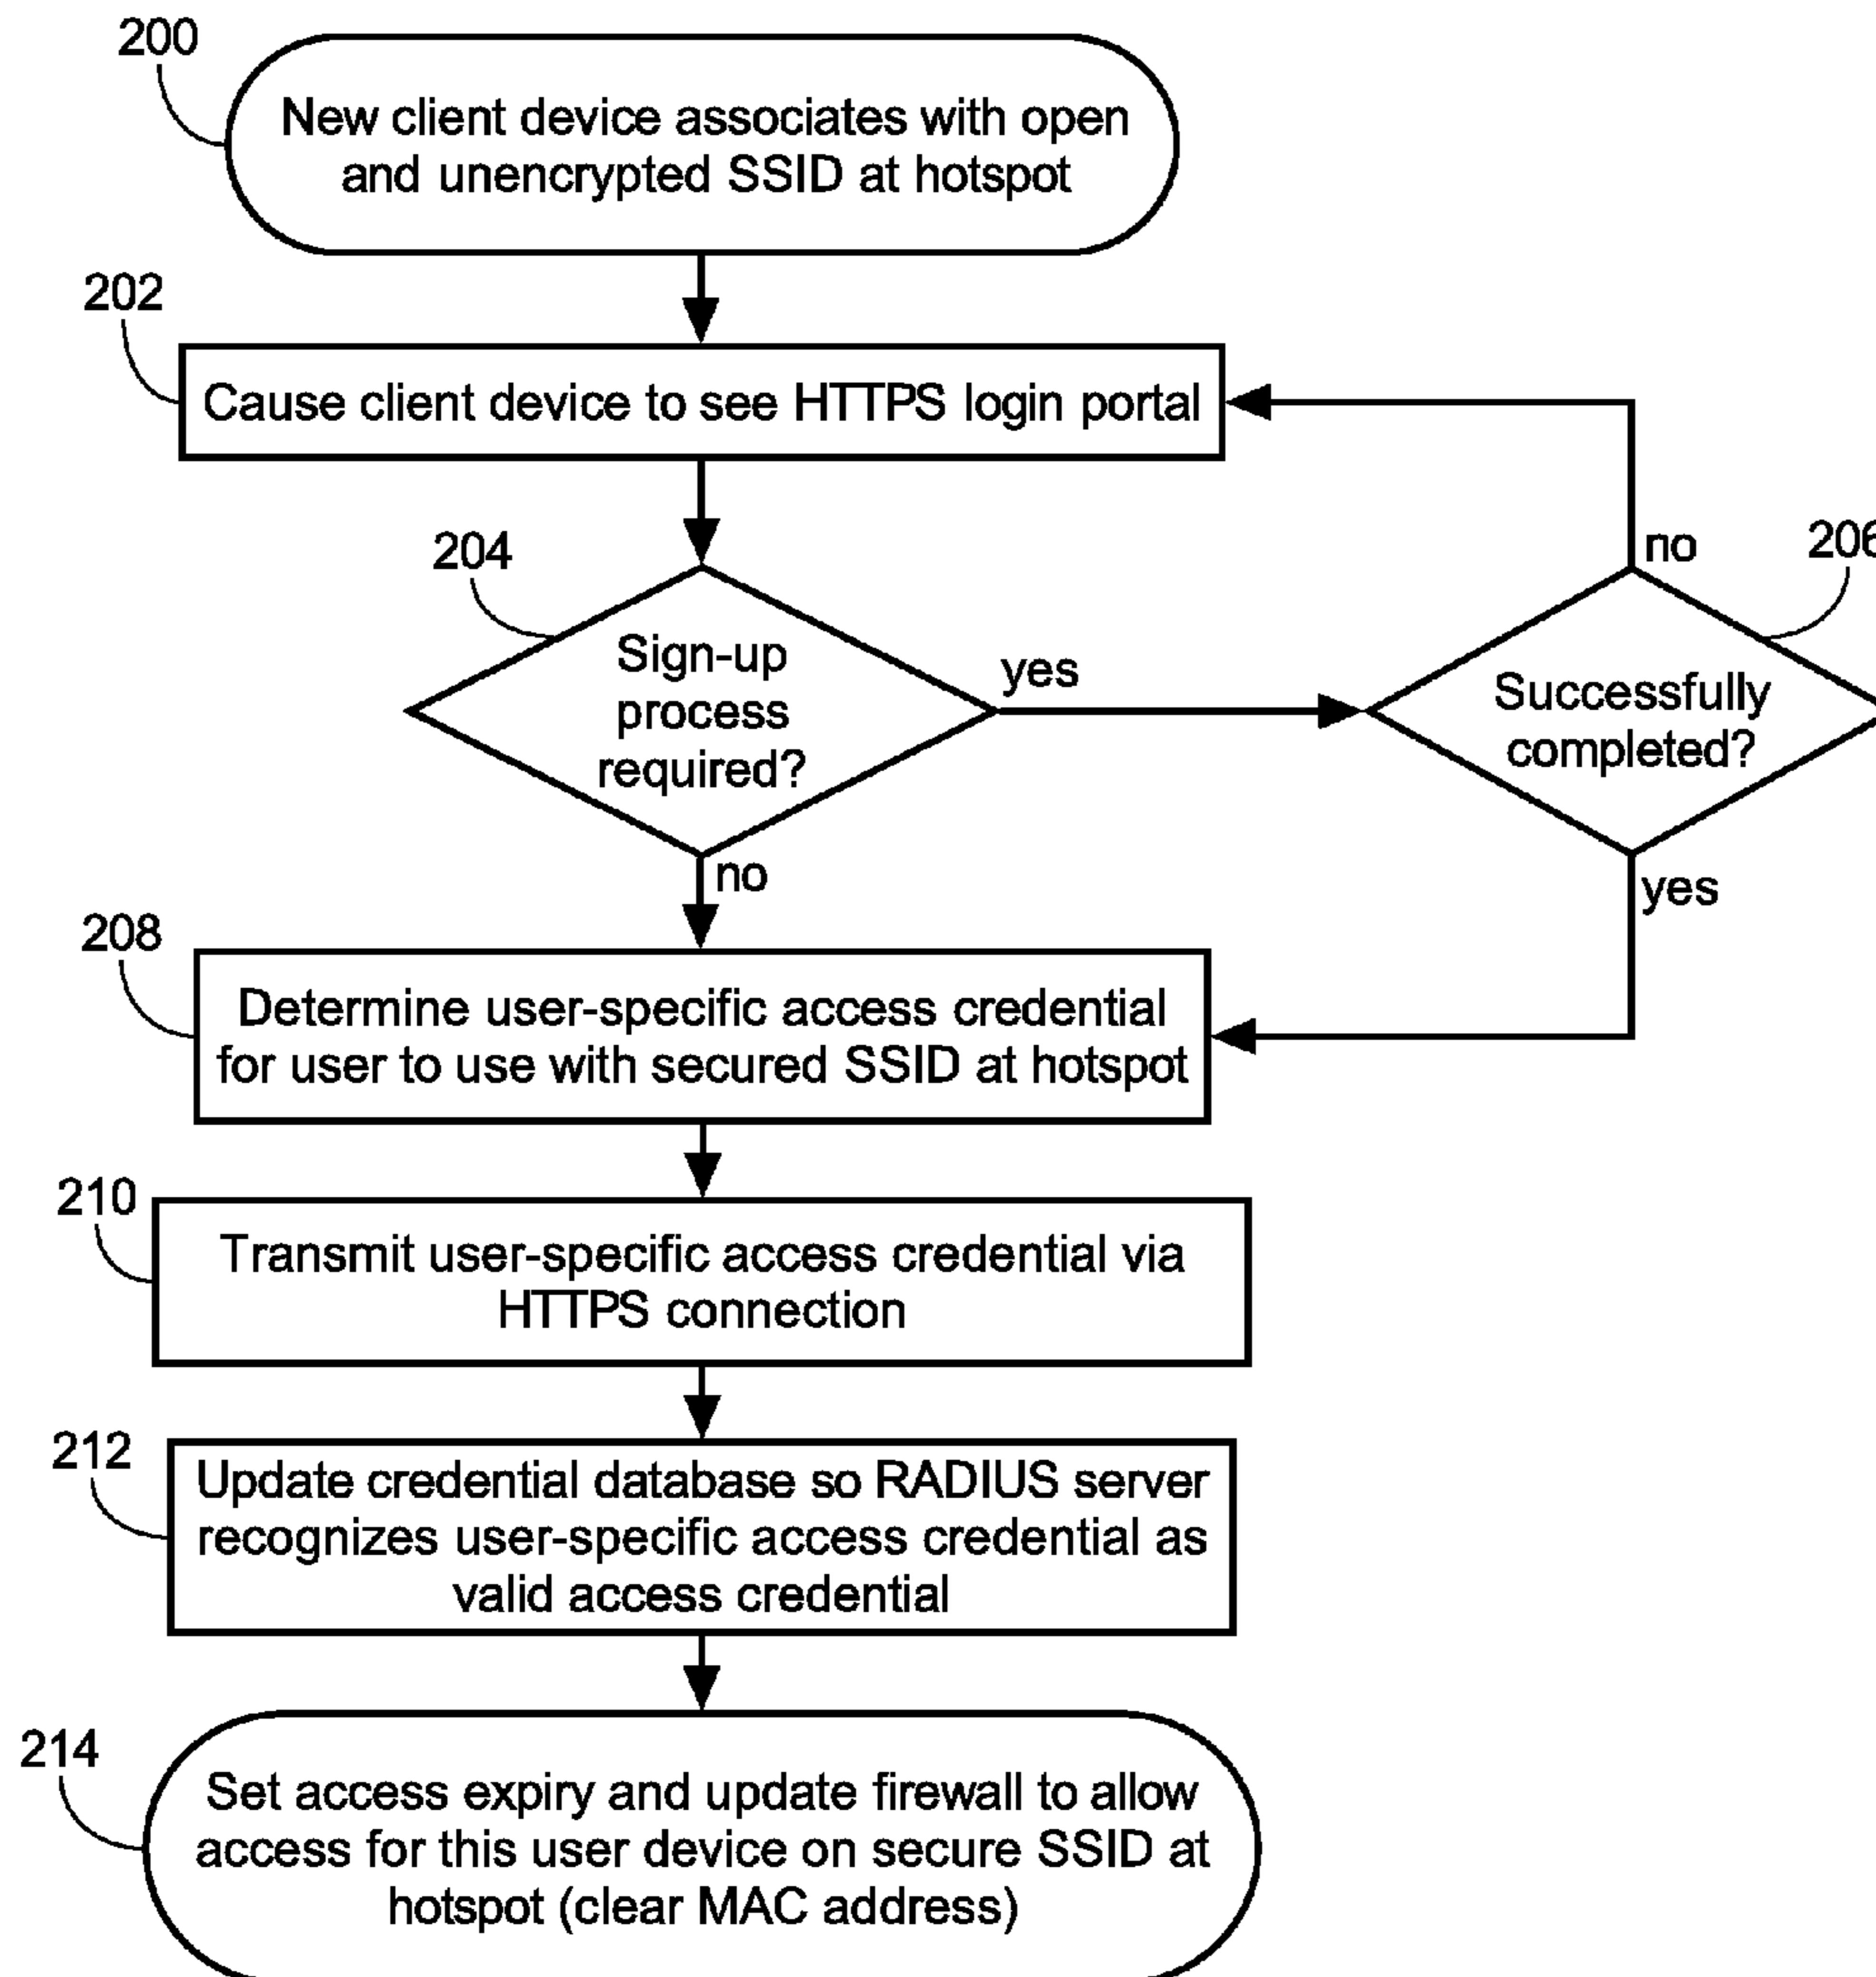 200
New client device associates with open
and unencrypted SSID at hotspot
202
Cause client device to see HTTPS login portal
204
Sign-up
process
required?
yes
no
206
Successfully
completed?
no
yes
208
Determine user-specific access credential
for user to use with secured SSID at hotspot
210
Transmit user-specific access credential via
HTTPS connection
212
Update credential database so RADIUS server
recognizes user-specific access credential as
valid access credential
214
Set access expiry and update firewall to allow
access for this user device on secure SSID at
hotspot (clear MAC address)